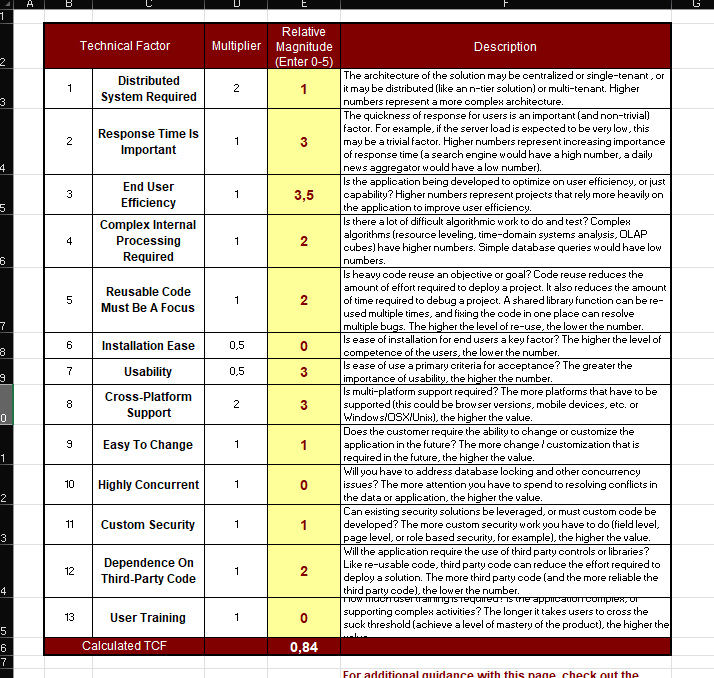 A B C D E F G
1
Technical Factor Multiplier Relative Magnitude (Enter 0-5) Description
2
1 Distributed System Required 2 1 The architecture of the solution may be centralized or single-tenant , or
it may be distributed (like an n-tier solution) or multi-tenant. Higher
numbers represent a more complex architecture.
3
2 Response Time Is Important 1 3 The quickness of response for users is an important (and non-trivial)
factor. For example, if the server load is expected to be very low, this
may be a trivial factor. Higher numbers represent increasing importance
of response time (a search engine would have a high number, a daily
news aggregator would have a low number).
4
3 End User Efficiency 1 3,5 Is the application being developed to optimize on user efficiency, or just
capability? Higher numbers represent projects that rely more heavily on
the application to improve user efficiency.
5
4 Complex Internal Processing Required 1 2 Is there a lot of difficult algorithmic work to do and test? Complex
algorithms (resource leveling, time-domain systems analysis, OLAP
cubes) have higher numbers. Simple database queries would have low
numbers.
6
5 Reusable Code Must Be A Focus 1 2 Is heavy code reuse an objective or goal? Code reuse reduces the
amount of effort required to deploy a project. It also reduces the amount
of time required to debug a project. A shared library function can be re-
used multiple times, and fixing the code in one place can resolve
multiple bugs. The higher the level of re-use, the lower the number.
7
6 Installation Ease 0,5 0 Is ease of installation for end users a key factor? The higher the level of
competence of the users, the lower the number.
8
7 Usability 0,5 3 Is ease of use a primary criteria for acceptance? The greater the
importance of usability, the higher the number.
9
8 Cross-Platform Support 2 3 Is multi-platform support required? The more platforms that have to be
supported (this could be browser versions, mobile devices, etc. or
Windows/OSX/Unix), the higher the value.
0
9 Easy To Change 1 1 Does the customer require the ability to change or customize the
application in the future? The more change / customization that is
required in the future, the higher the value.
1
10 Highly Concurrent 1 0 Will you have to address database locking and other concurrency
issues? The more attention you have to spend to resolving conflicts in
the data or application, the higher the value.
2
11 Custom Security 1 1 Can existing security solutions be leveraged, or must custom code be
developed? The more custom security work you have to do (field level,
page level, or role based security, for example), the higher the value.
3
12 Dependence On Third-Party Code 1 2 Will the application require the use of third party controls or libraries?
Like re-usable code, third party code can reduce the effort required to
deploy a solution. The more third party code (and the more reliable the
third party code), the lower the number.
4
13 User Training 1 0 How much user training is required? Is the application complex, or
supporting complex activities? The longer it takes users to cross the
suck threshold (achieve a level of mastery of the product), the higher the
5
Calculated TCF 0,84
6
7
For additional guidance with this page, check out the